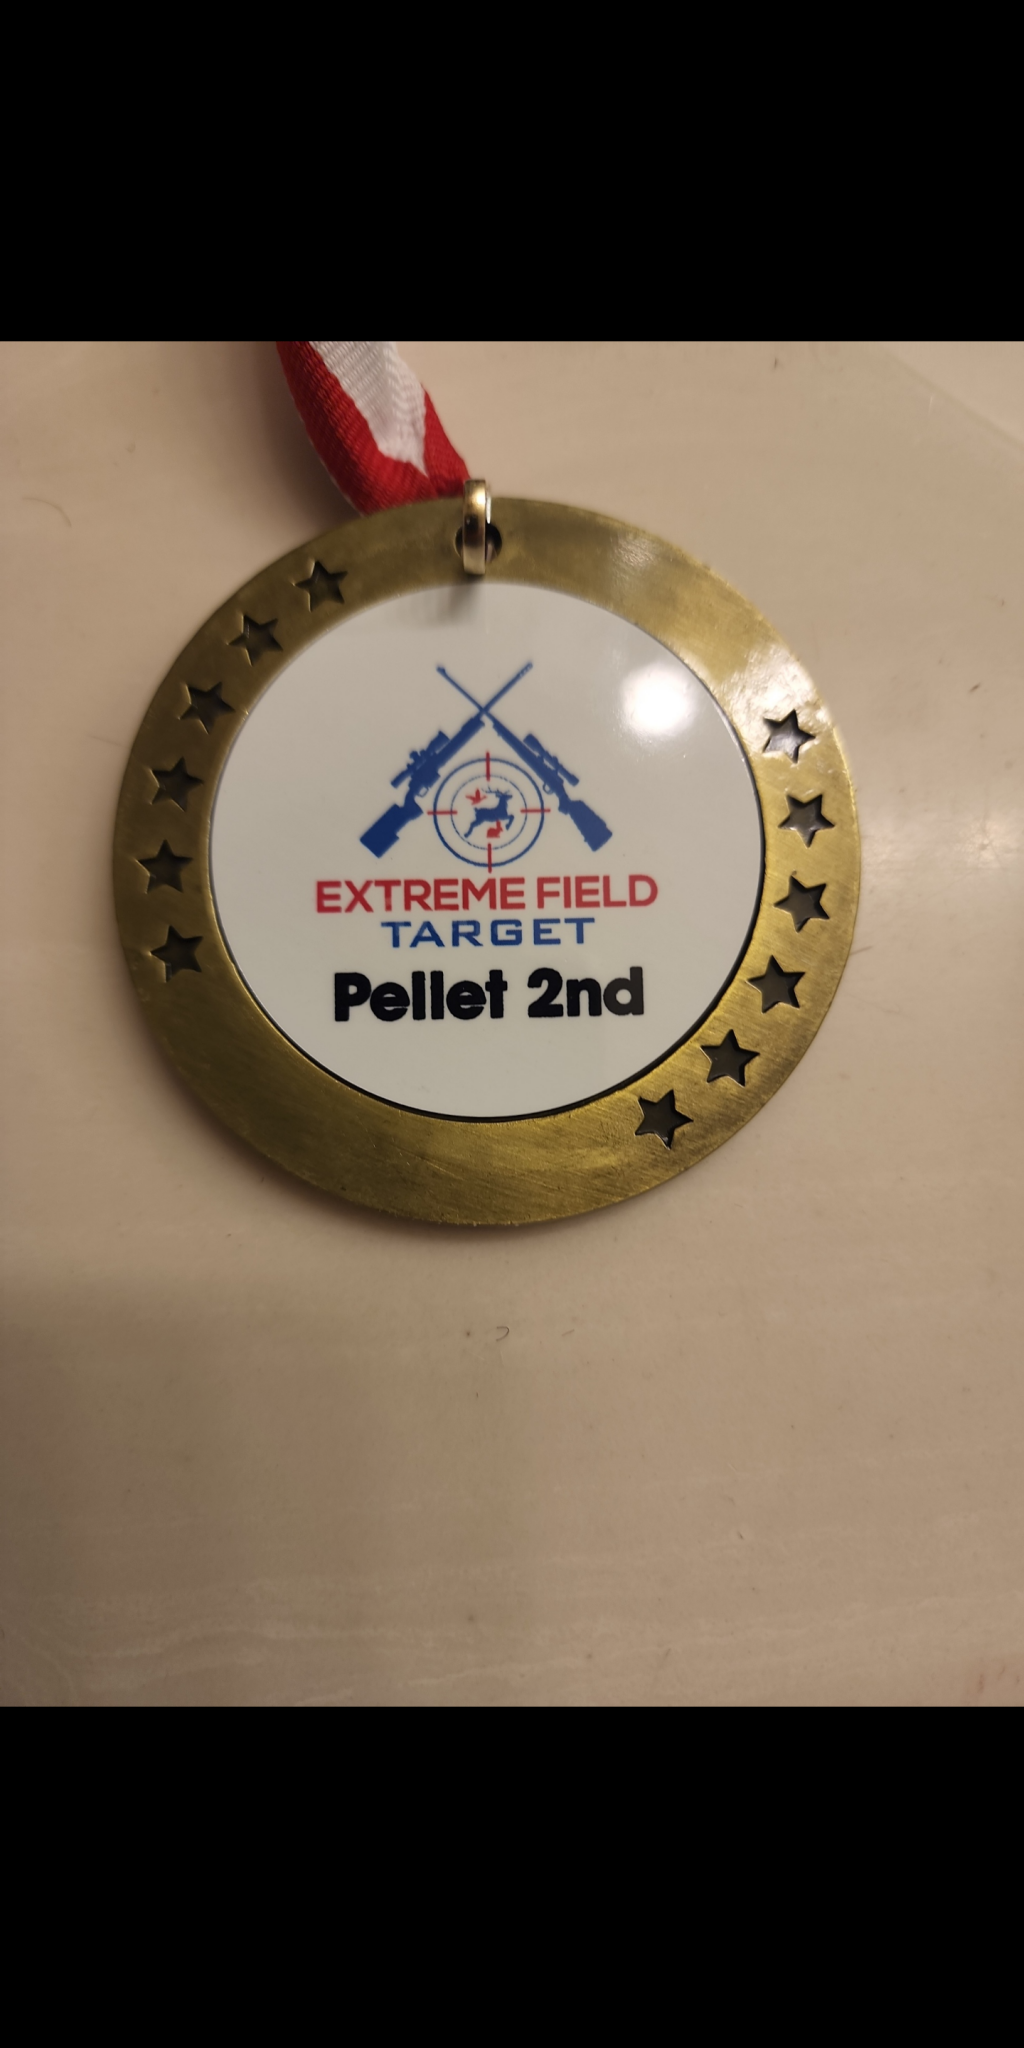 EXTREME FIELD
TARGET
Pellet 2nd